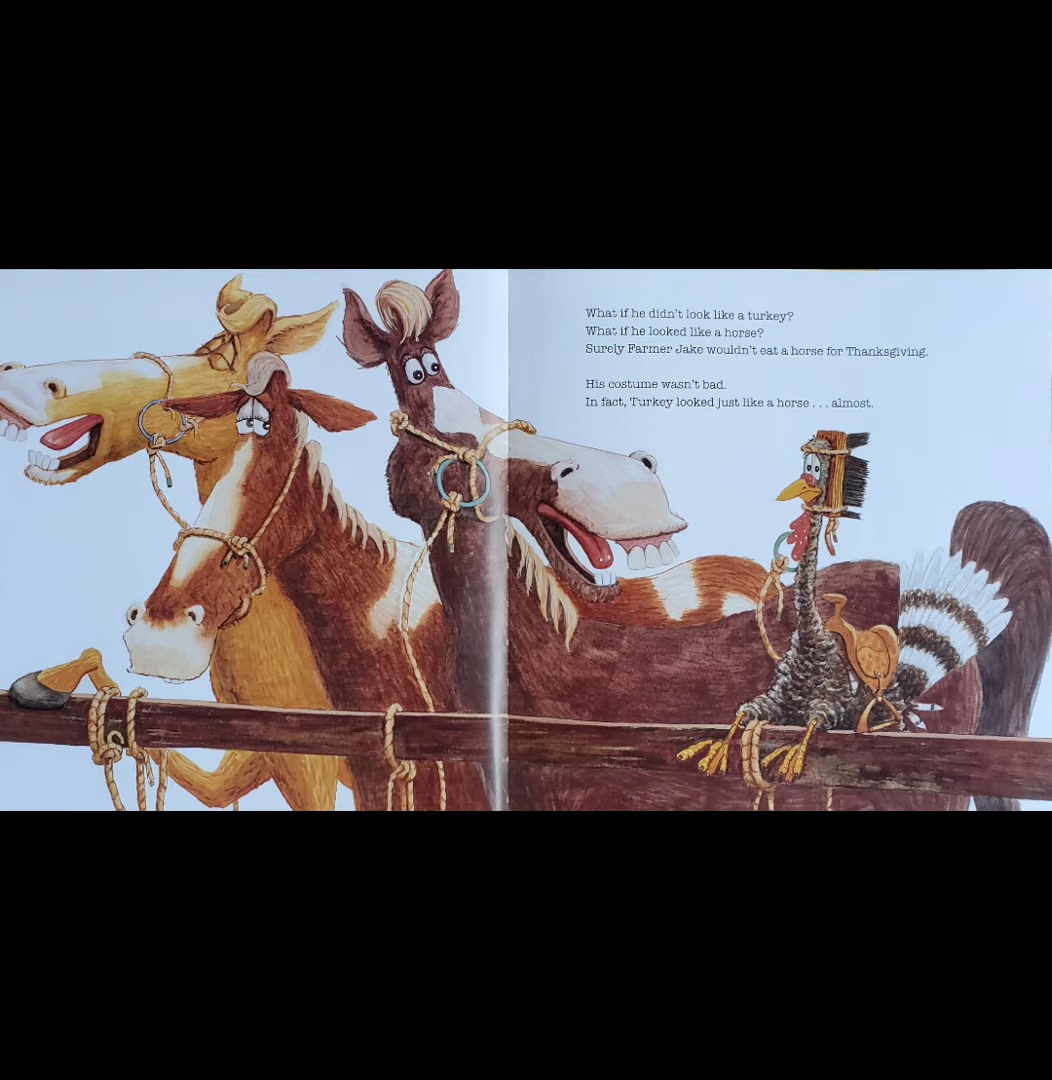 What if he didn't look like a turkey?
What if he looked like a horse?
Surely Farmer Jake wouldn't eat a horse for Thanksgiving.
His costume wasn't bad.
In fact, Turkey looked just like a horse . . . almost.